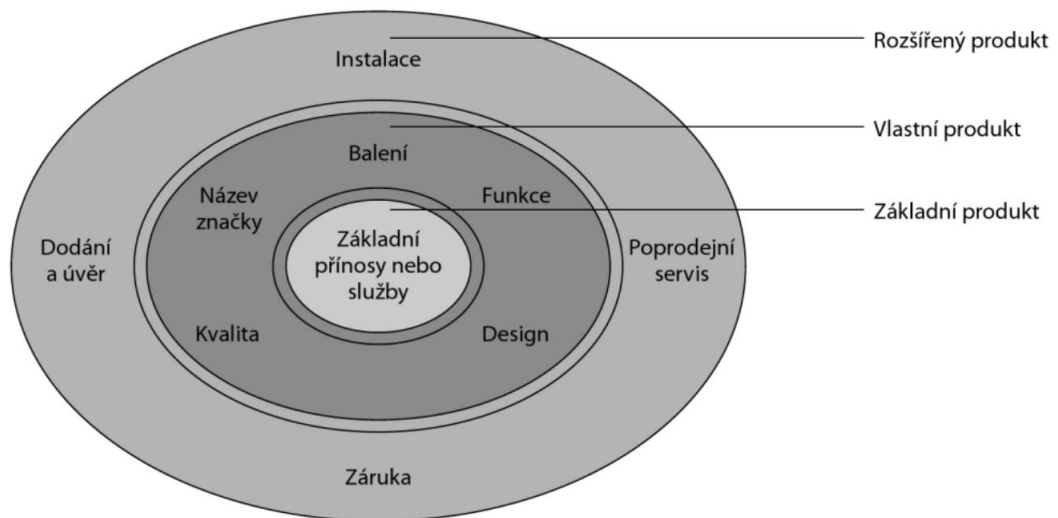 Rozšířený produkt
Instalace
Vlastní produkt
Balení
Název
značky
Funkce
Základní produkt
Dodání
a úvěr
Základní
přínosy nebo
služby
Poprodejní
servis
Kvalita
Design
Záruka